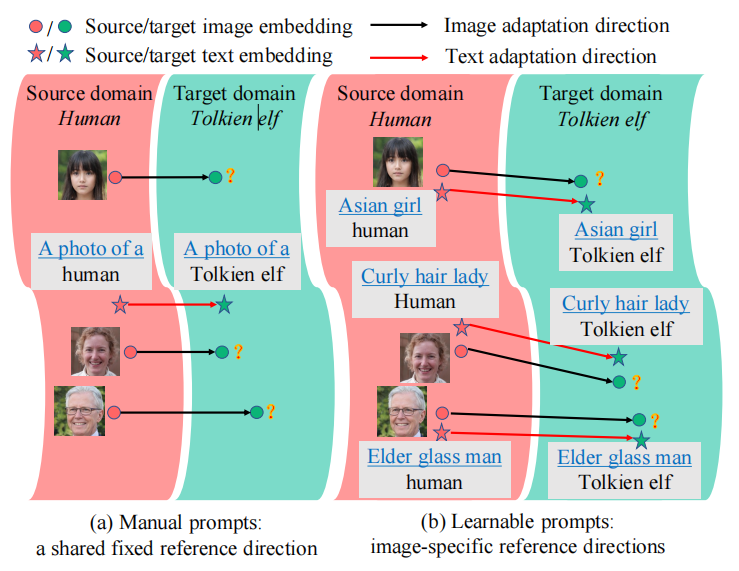 / Source/target image embedding
Image adaptation direction
/ Source/target text embedding
Text adaptation direction
Source domain
Human
Target domain
Tolkien elf
?
A photo of a
human
A photo of a
Tolkien elf
?
?
(a) Manual prompts:
a shared fixed reference direction
Source domain
Human
Target domain
Tolkien elf
?
Asian girl
human
Asian girl
Tolkien elf
Curly hair lady
Human
Curly hair lady
Tolkien elf
?
?
Elder glass man
human
Elder glass man
Tolkien elf
(b) Learnable prompts:
image-specific reference directions